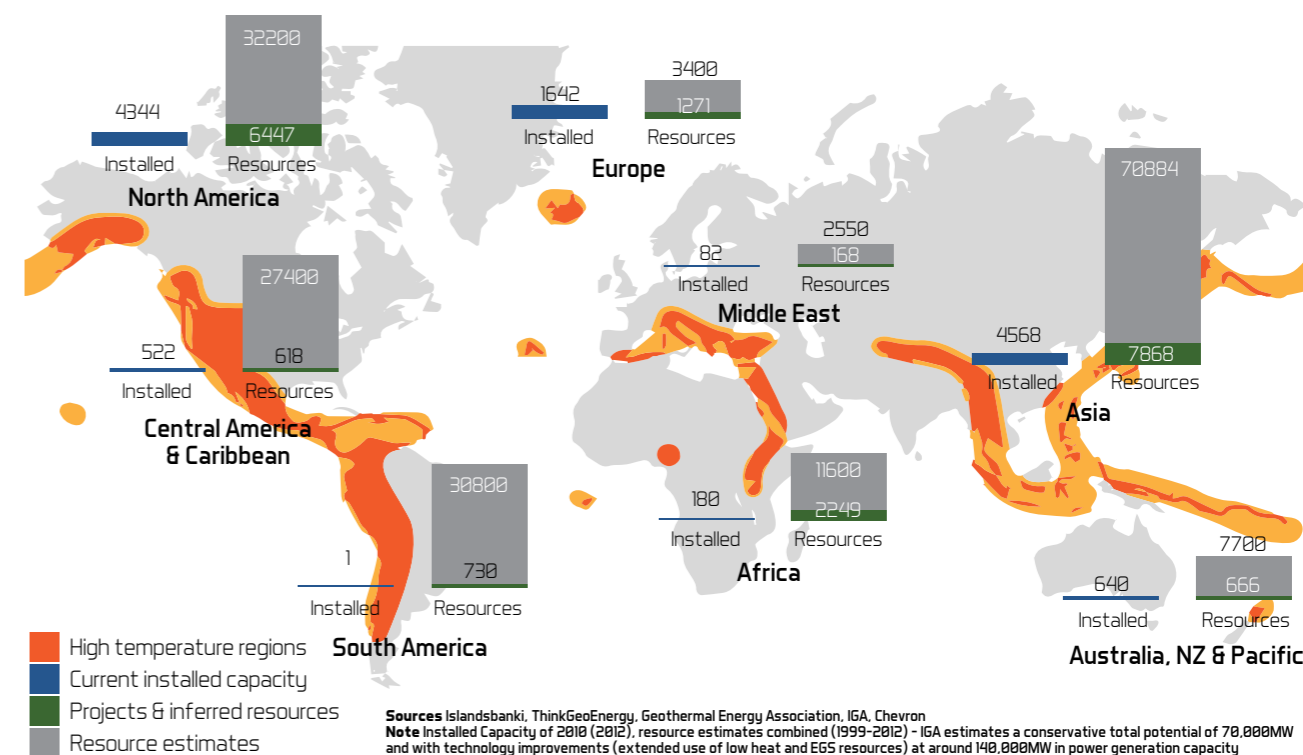 32200
4344
6447
Installed
Resources
North America
1642
3400
1271
Installed
Resources
Europe
70884
4568
7868
Installed
Resources
Asia
82
2550
168
Installed
Resources
Middle East
27400
522
618
Installed
Resources
Central America
& Caribbean
11600
180
2249
Installed
Resources
Africa
30800
1
730
Installed
Resources
South America
7700
640
666
Installed
Resources
Australia, NZ & Pacific
High temperature regions
Current installed capacity
Projects & inferred resources
Resource estimates
Sources Islandsbanki, ThinkGeoEnergy, Geothermal Energy Association, IGA, Chevron
Note Installed Capacity of 2010 (2012), resource estimates combined (1999-2012) - IGA estimates a conservative total potential of 70,000MW
and with technology improvements (extended use of low heat and EGS resources) at around 140,000MW in power generation capacity